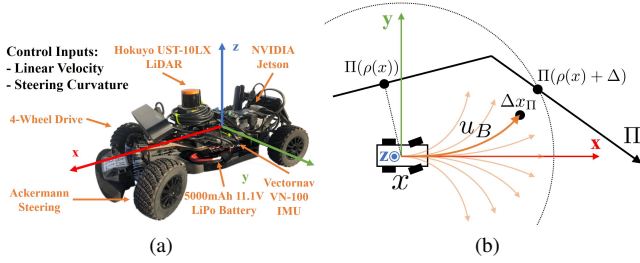 Control Inputs:
- Linear Velocity
- Steering Curvature
Hokuyo UST-10LX
LiDAR
z
NVIDIA
Jetson
4-Wheel Drive
x
y
Ackermann
Steering
5000mAh 11.1V
LiPo Battery
Vectornav
VN-100
IMU
(a)
y
Π(ρ(x))
Π(ρ(x) + Δ)
Δx_Π
u_B
Π
z
x
x
(b)